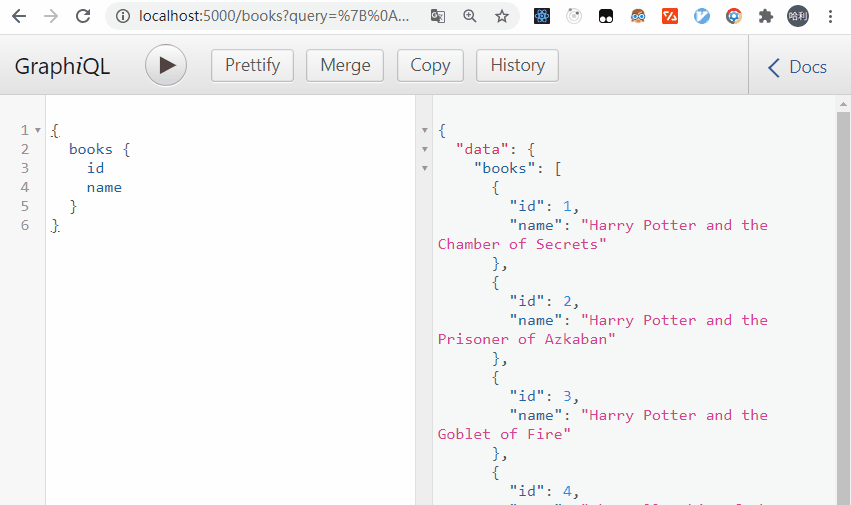 localhost:5000/books?query=%7B%0A...
哈利
GraphiQL
Prettify
Merge
Copy
History
Docs
1 {
2 books {
3 id
4 name
5 }
6 }
{
"data": {
"books": [
{
"id": 1,
"name": "Harry Potter and the
Chamber of Secrets"
},
{
"id": 2,
"name": "Harry Potter and the
Prisoner of Azkaban"
},
{
"id": 3,
"name": "Harry Potter and the
Goblet of Fire"
},
{
"id": 4,